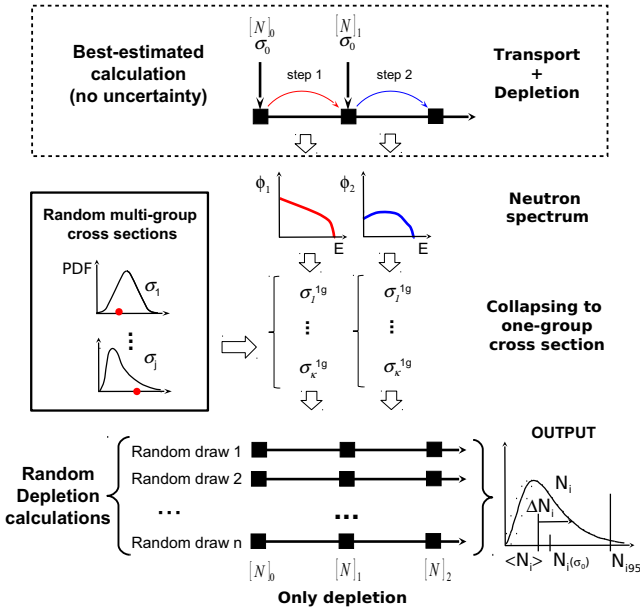 [N]₀ [N]₁
σ₀ σ₀
Best-estimated
calculation
(no uncertainty)
step 1 step 2
Transport
+
Depletion
ϕ₁ ϕ₂
E E
Neutron
spectrum
Random multi-group
cross sections
PDF
σ₁
σⱼ
σ₁¹ᵍ σ₁¹ᵍ
σκ¹ᵍ σκ¹ᵍ
Collapsing to
one-group
cross section
Random
Depletion
calculations
Random draw 1
Random draw 2
... ...
Random draw n
[N]₀ [N]₁ [N]₂
Only depletion
OUTPUT
Nᵢ
ΔNᵢ
<Nᵢ> Nᵢ(σ₀) Nᵢ₉₅